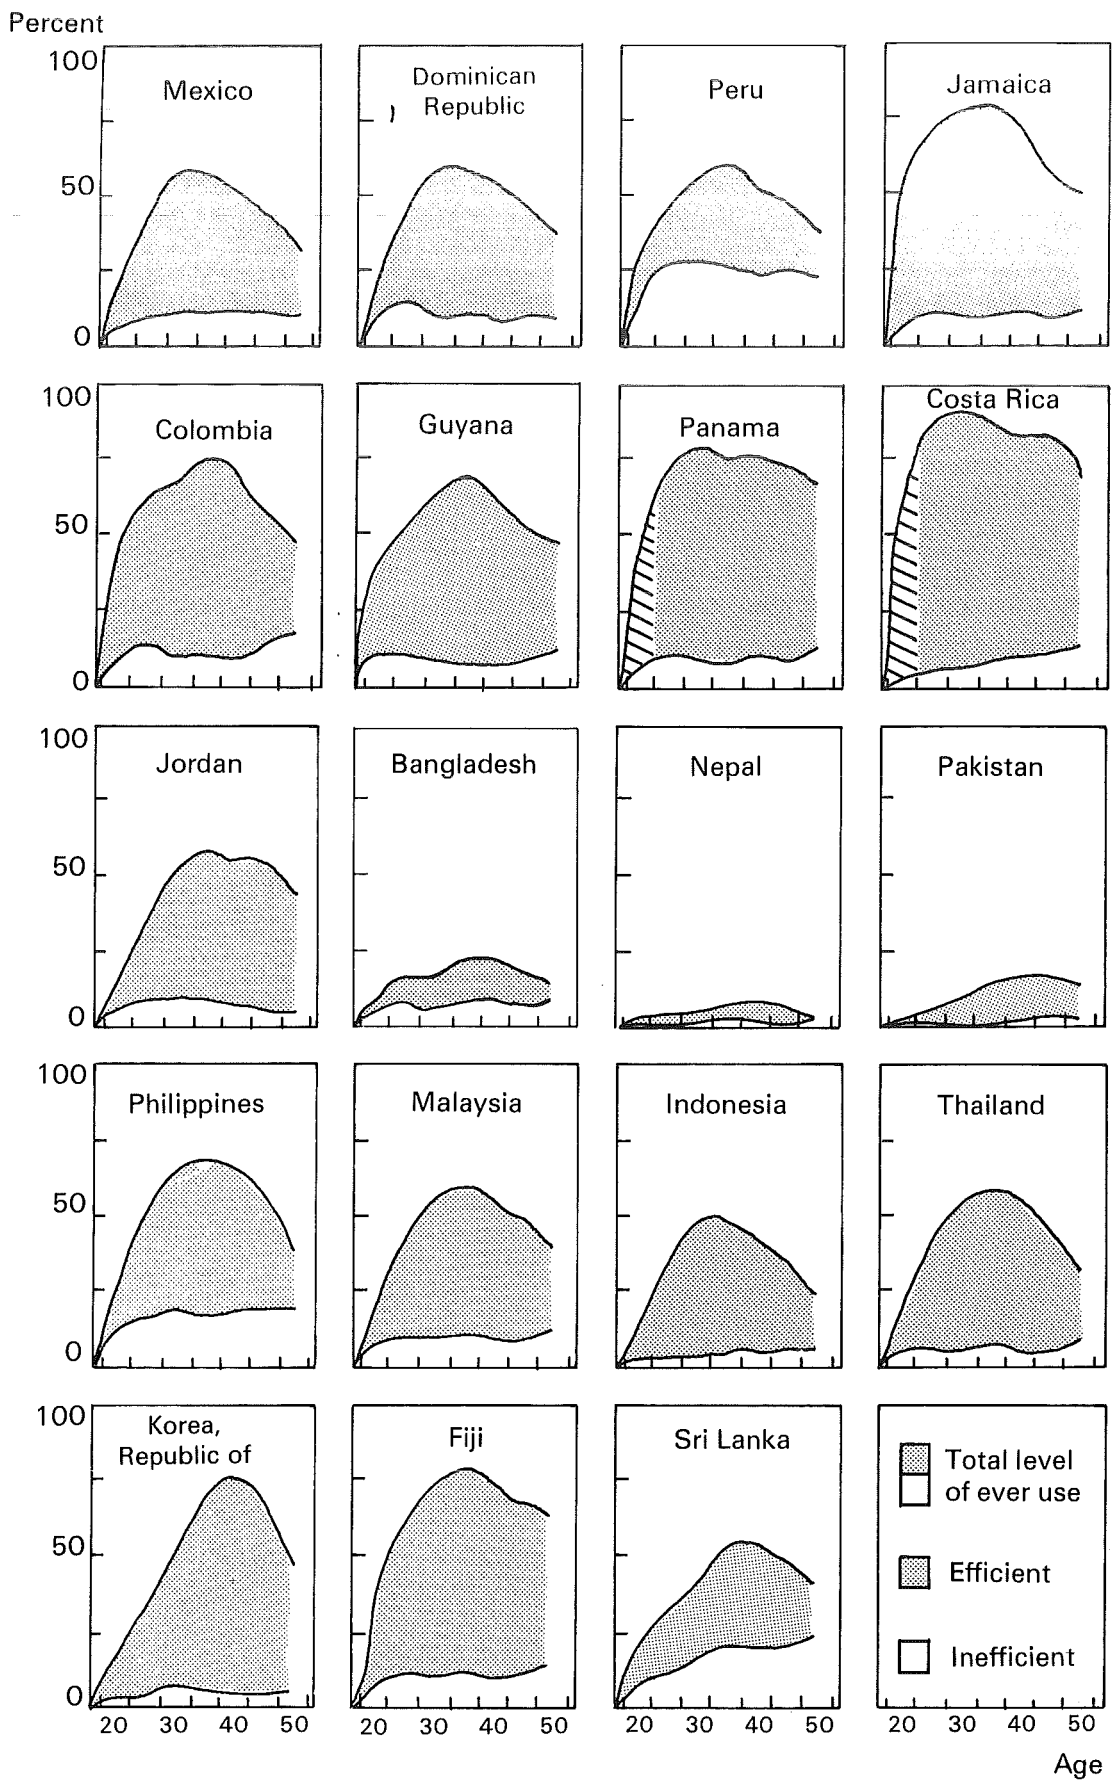 Percent
100
Mexico
Dominican
Republic
Peru
Jamaica
50
0
100
Colombia
Guyana
Panama
Costa Rica
50
0
100
Jordan
Bangladesh
Nepal
Pakistan
50
0
100
Philippines
Malaysia
Indonesia
Thailand
50
0
100
Korea,
Republic of
Fiji
Sri Lanka
Total level
of ever use
50
Efficient
Inefficient
0
20 30 40 50
20 30 40 50
20 30 40 50
20 30 40 50
Age